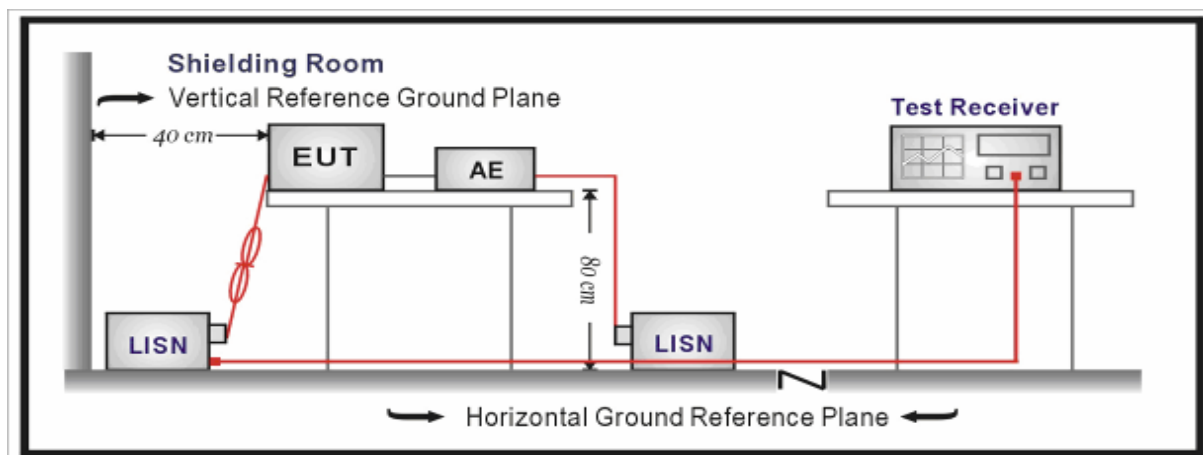 Shielding Room
Vertical Reference Ground Plane
40 cm
EUT
AE
Test Receiver
80 cm
LISN
LISN
Horizontal Ground Reference Plane